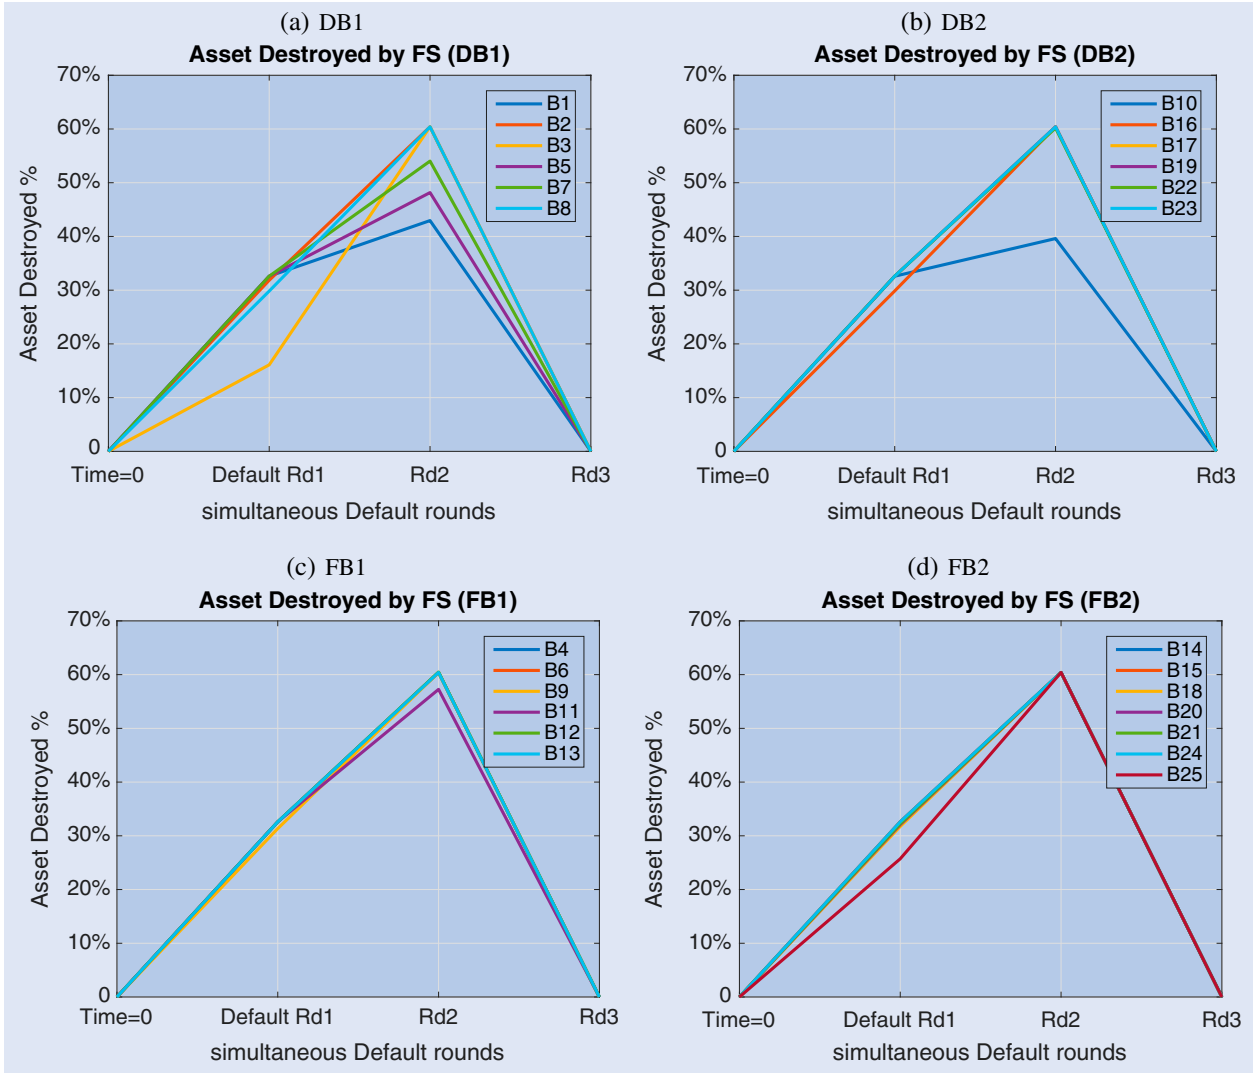 (a) DB1
Asset Destroyed by FS (DB1)
70%
60%
50%
40%
30%
20%
10%
0
Asset Destroyed %
B1
B2
B3
B5
B7
B8
Time=0 Default Rd1 Rd2 Rd3
simultaneous Default rounds
(b) DB2
Asset Destroyed by FS (DB2)
70%
60%
50%
40%
30%
20%
10%
0
Asset Destroyed %
B10
B16
B17
B19
B22
B23
Time=0 Default Rd1 Rd2 Rd3
simultaneous Default rounds
(c) FB1
Asset Destroyed by FS (FB1)
70%
60%
50%
40%
30%
20%
10%
0
Asset Destroyed %
B4
B6
B9
B11
B12
B13
Time=0 Default Rd1 Rd2 Rd3
simultaneous Default rounds
(d) FB2
Asset Destroyed by FS (FB2)
70%
60%
50%
40%
30%
20%
10%
0
Asset Destroyed %
B14
B15
B18
B20
B21
B24
B25
Time=0 Default Rd1 Rd2 Rd3
simultaneous Default rounds